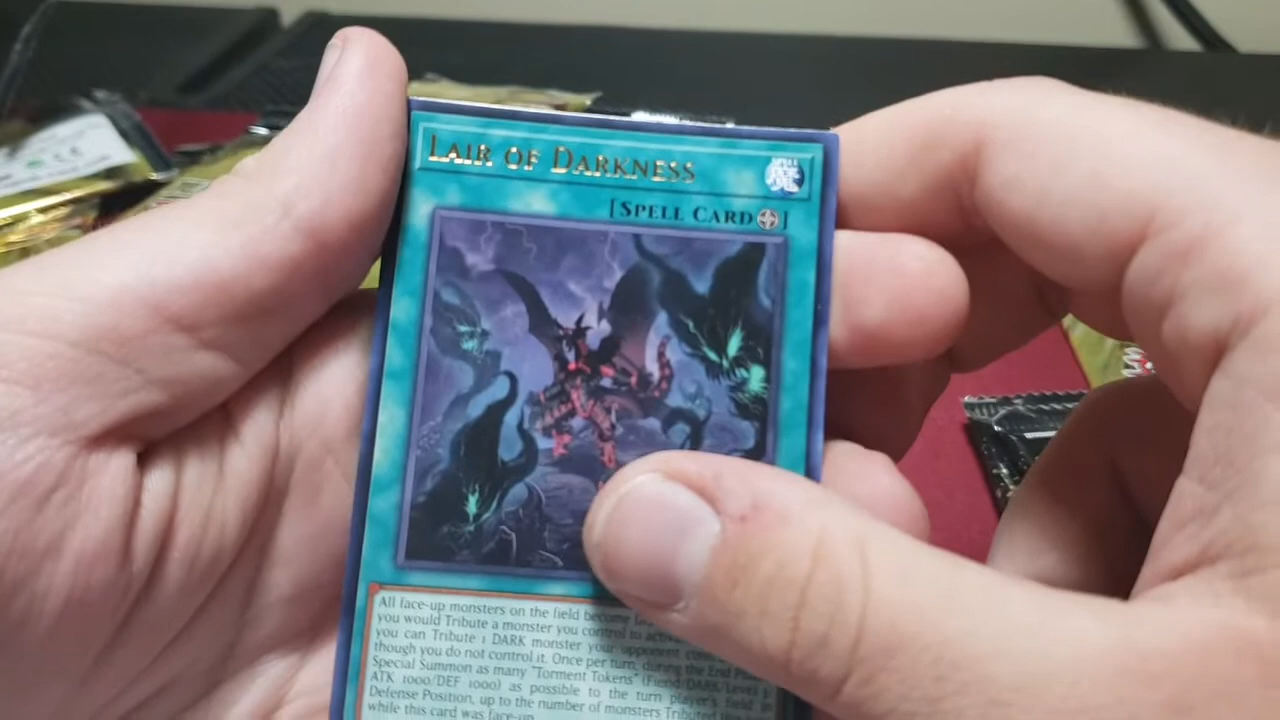 LAIR OF DARKNESS
[SPELL CARD]
All face-up monsters on the field become
you would Tribute a monster you control to
you can Tribute 1 DARK monster your opponent
though you do not control it. Once per turn, during the End
Special Summon as many "Torment Tokens" (Fiend/DARK/Level 1/
ATK 1000/DEF 1000) as possible to the turn player's field in
Defense Position, up to the number of monsters Tributed
while this card was face-up